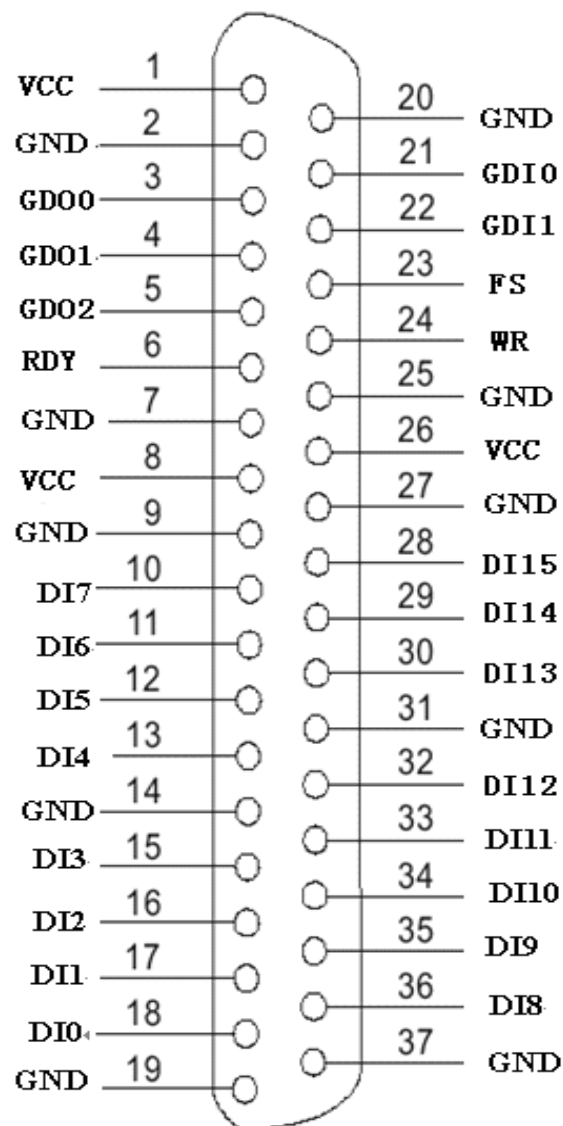 VCC 1
GND 2
GDO0 3
GDO1 4
GDO2 5
RDY 6
GND 7
VCC 8
GND 9
DI7 10
DI6 11
DI5 12
DI4 13
GND 14
DI3 15
DI2 16
DI1 17
DI0 18
GND 19
20 GND
21 GDI0
22 GDI1
23 FS
24 WR
25 GND
26 VCC
27 GND
28 DI15
29 DI14
30 DI13
31 GND
32 DI12
33 DI11
34 DI10
35 DI9
36 DI8
37 GND